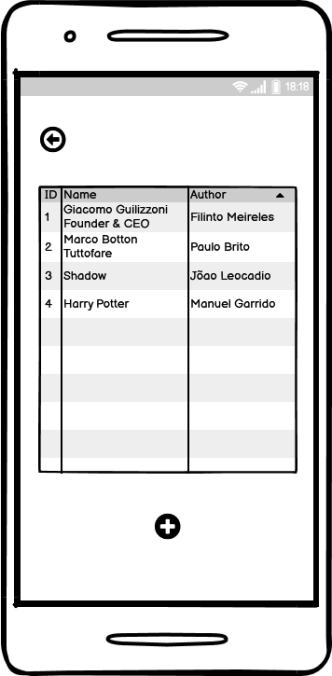 18:18
ID Name Author
1 Giacomo Guilizzoni Founder & CEO Filinto Meireles
2 Marco Botton Tuttofare Paulo Brito
3 Shadow Jõao Leocadio
4 Harry Potter Manuel Garrido